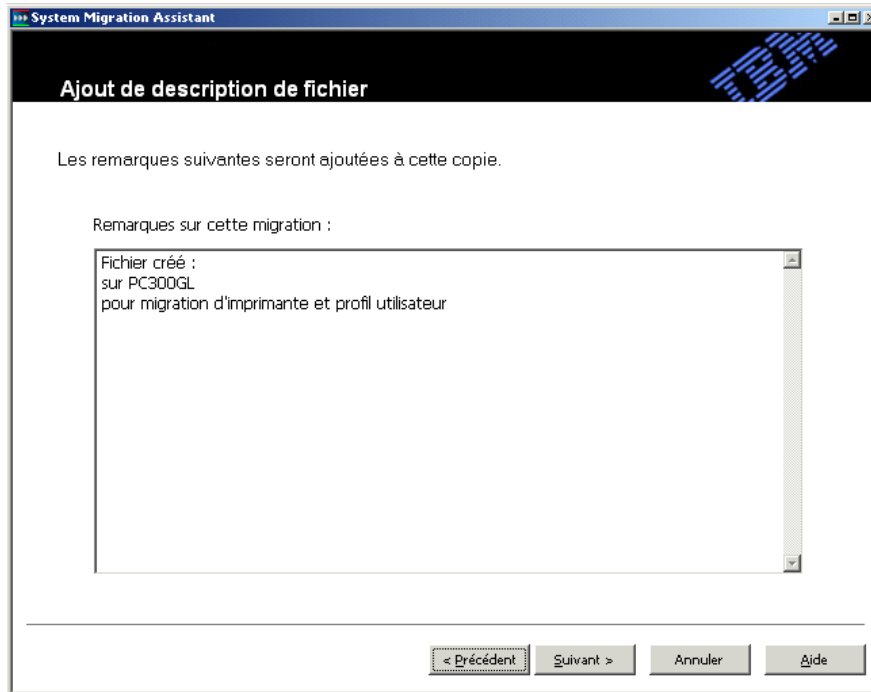 System Migration Assistant
IBM
Ajout de description de fichier
Les remarques suivantes seront ajoutées à cette copie.
Remarques sur cette migration :
Fichier créé :
sur PC300GL
pour migration d'imprimante et profil utilisateur
< Précédent
Suivant >
Annuler
Aide